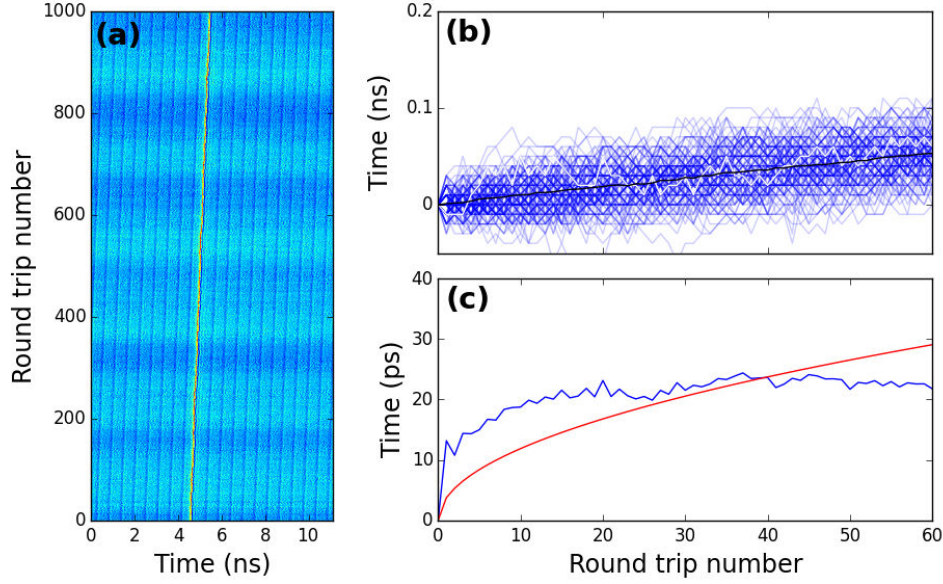 (a)
1000
800
600
400
200
0
Round trip number
0 2 4 6 8 10
Time (ns)
(b)
0.2
0.1
0
Time (ns)
(c)
40
30
20
10
0
Time (ps)
0 10 20 30 40 50 60
Round trip number